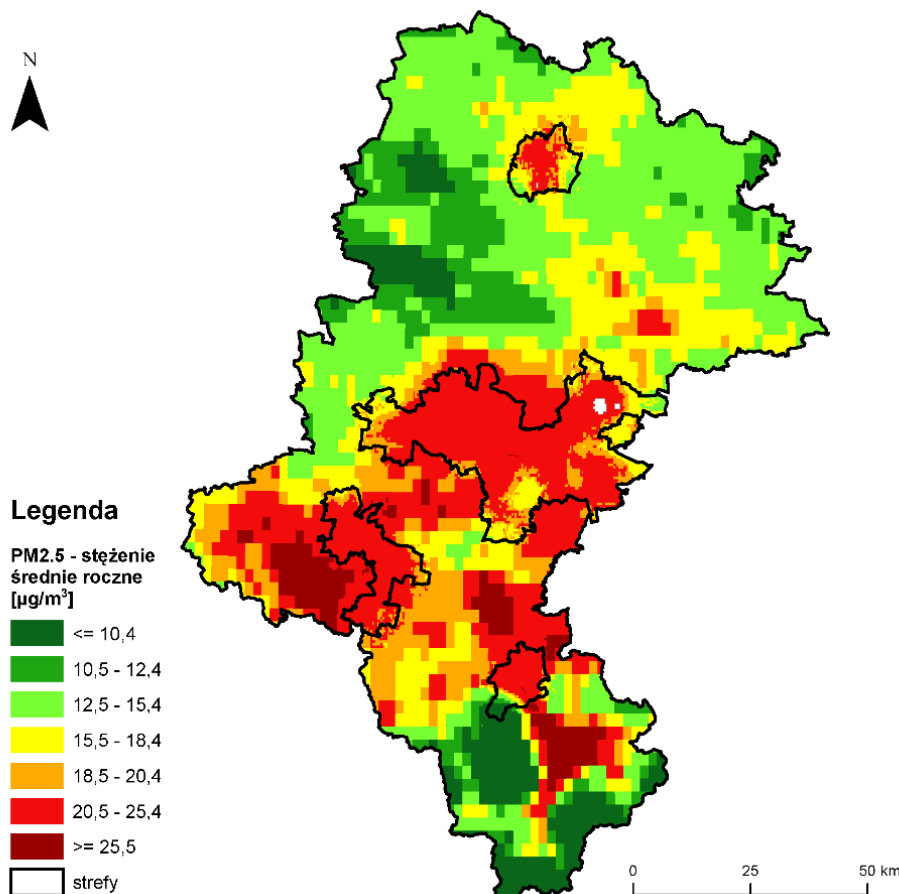 N
Legenda
PM2.5 - stężenie
średnie roczne
[µg/m³]
<= 10,4
10,5 - 12,4
12,5 - 15,4
15,5 - 18,4
18,5 - 20,4
20,5 - 25,4
>= 25,5
strefy
0 25 50 km